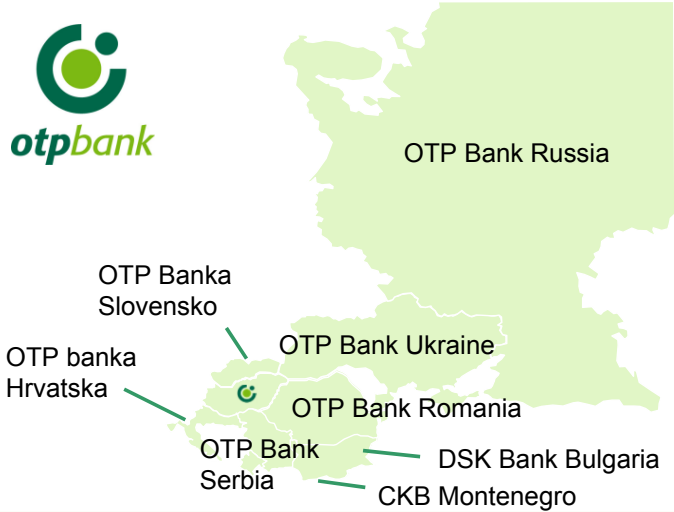 otpbank
OTP Bank Russia
OTP Banka
Slovensko
OTP Bank Ukraine
OTP banka
Hrvatska
OTP Bank Romania
OTP Bank
Serbia
DSK Bank Bulgaria
CKB Montenegro